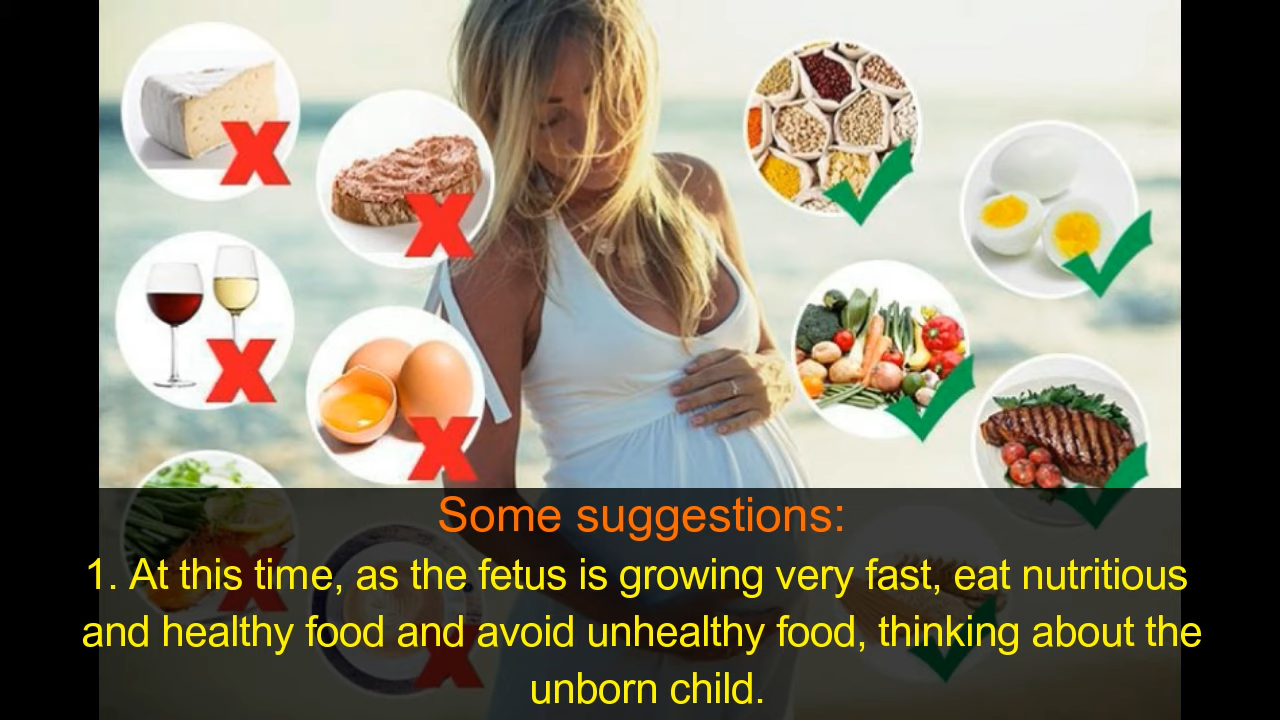 Some suggestions:
1. At this time, as the fetus is growing very fast, eat nutritious
and healthy food and avoid unhealthy food, thinking about the
unborn child.